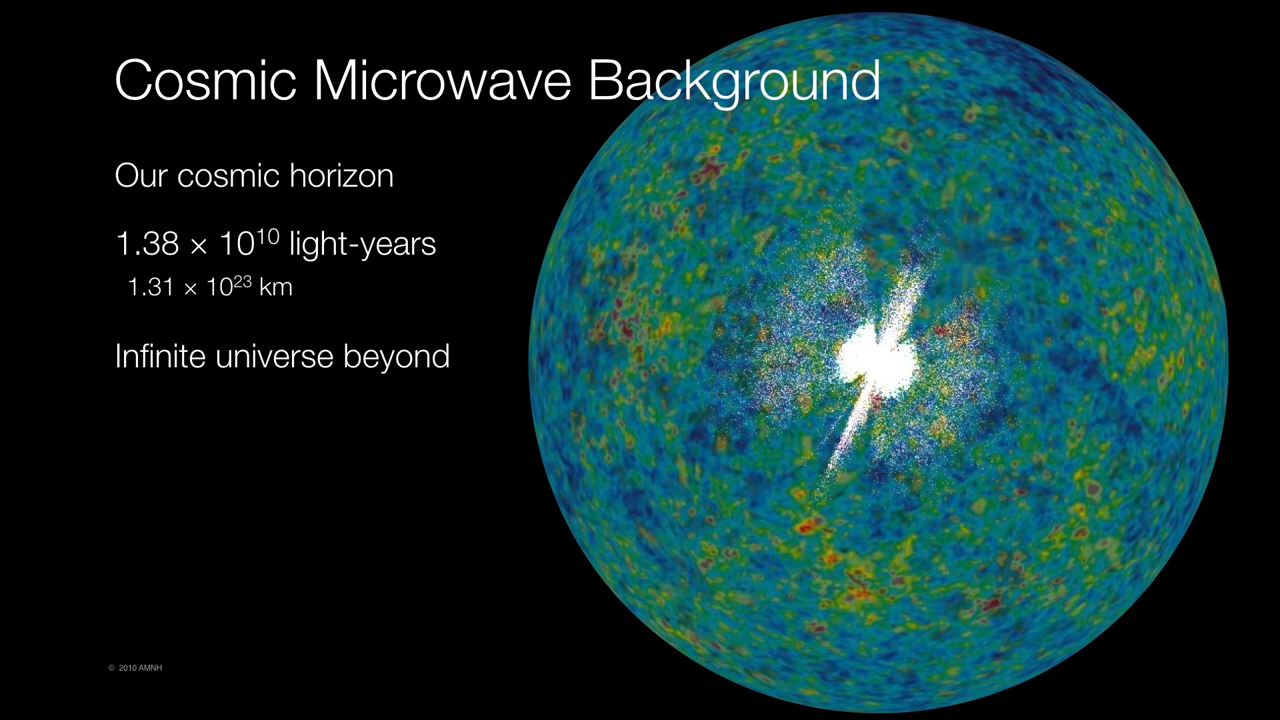 Cosmic Microwave Background
Our cosmic horizon
1.38 × 10¹⁰ light-years
1.31 × 10²³ km
Infinite universe beyond
© 2010 AMNH